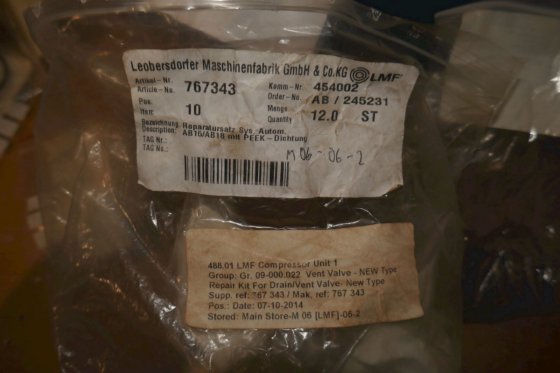 Leobersdorfer Maschinenfabrik GmbH & Co.KG LMF
Artikel-Nr.
Article-No. 767343
Komm-Nr. 454002
Order-No. AB / 245231
Pos.
Item 10
Menge
Quantity 12.0 ST
Bezeichnung Reparatursatz Sys. Autom.
Description: AB16/AB18 mit PEEK-Dichtung
TAG Nr.:
TAG No.:
M 06-06-2
486.01 LMF Compressor Unit 1
Group: Gr. 09-000.022 Vent Valve - NEW Type
Repair Kit For Drain/Vent Valve- New Type
Supp. ref: 767 343 / Mak. ref: 767 343
Pos.: Date: 07-10-2014
Stored: Main Store-M 06 [LMF]-06-2